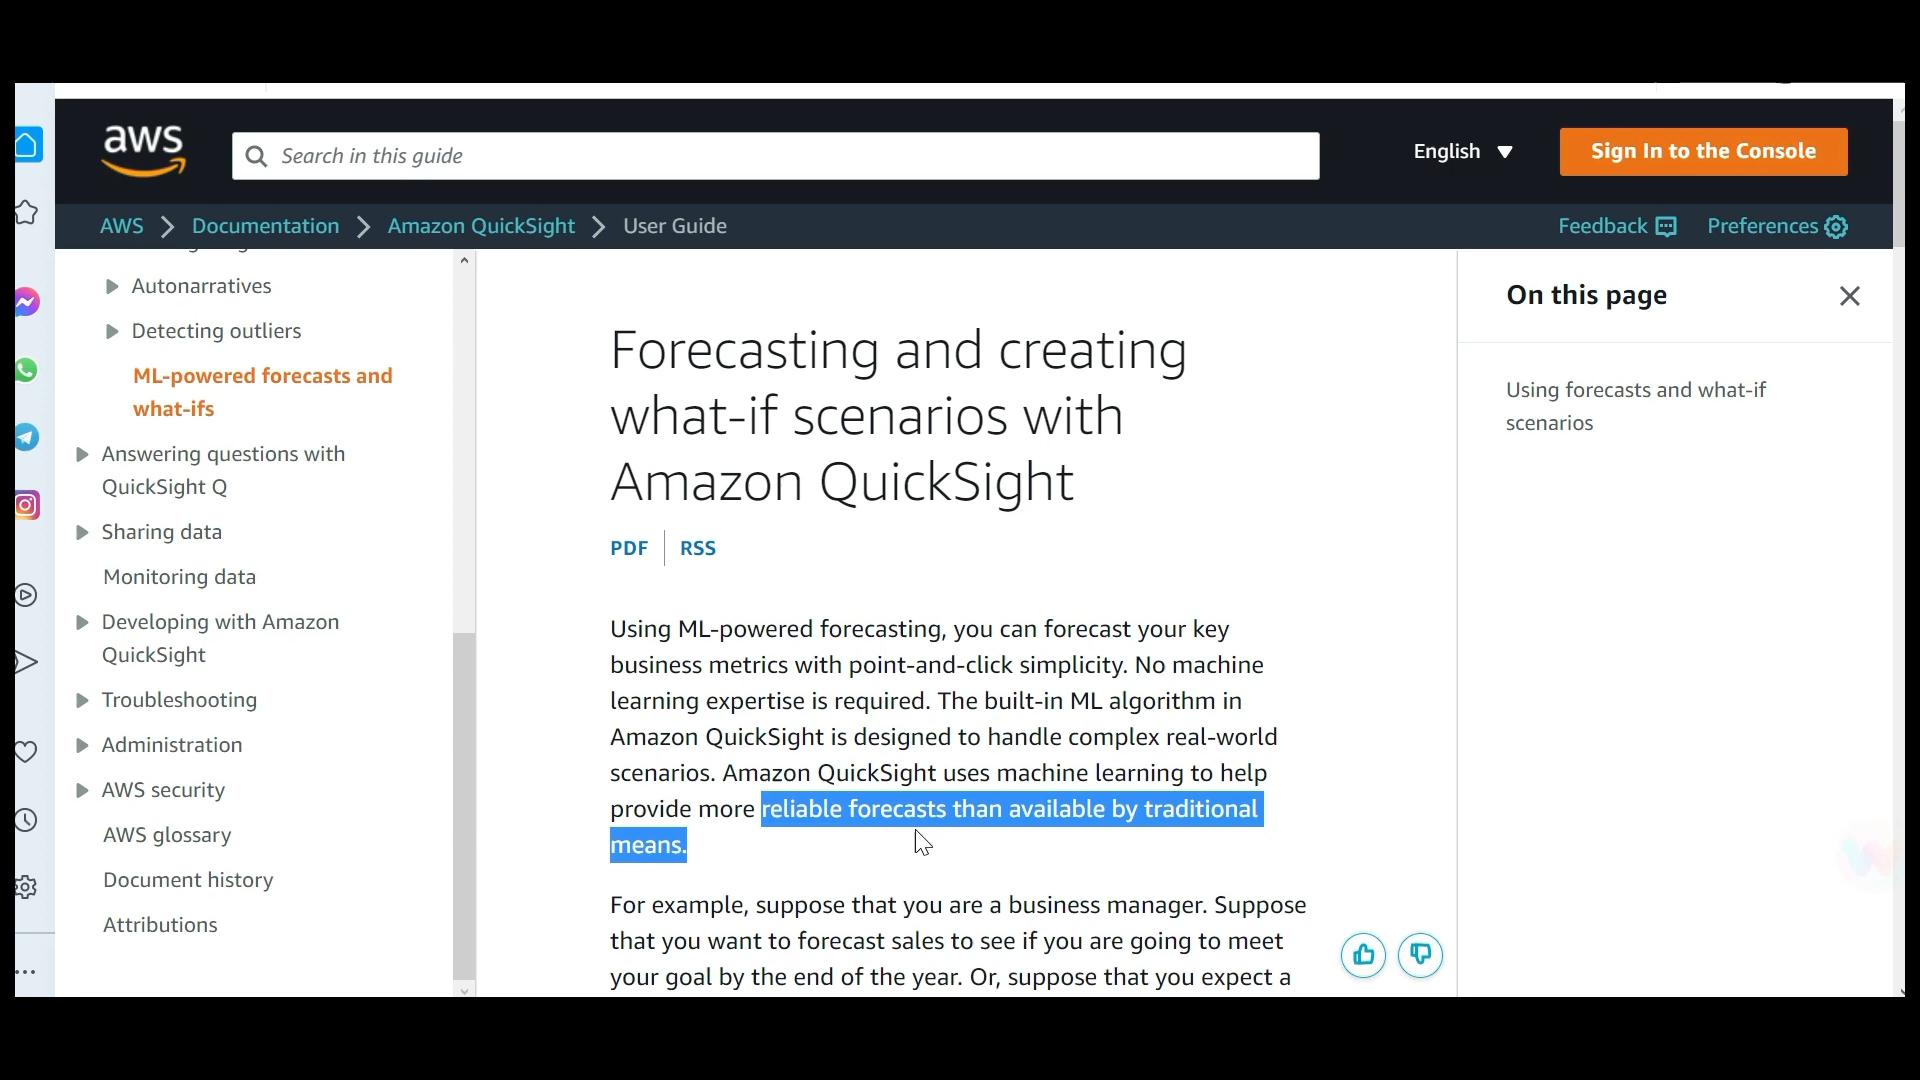 aws
Search in this guide
English
Sign In to the Console
AWS
Documentation
Amazon QuickSight
User Guide
Feedback
Preferences
Autonarratives
Detecting outliers
ML-powered forecasts and
what-ifs
Answering questions with
QuickSight Q
Sharing data
Monitoring data
Developing with Amazon
QuickSight
Troubleshooting
Administration
AWS security
AWS glossary
Document history
Attributions
Forecasting and creating
what-if scenarios with
Amazon QuickSight
PDF
RSS
Using ML-powered forecasting, you can forecast your key
business metrics with point-and-click simplicity. No machine
learning expertise is required. The built-in ML algorithm in
Amazon QuickSight is designed to handle complex real-world
scenarios. Amazon QuickSight uses machine learning to help
provide more reliable forecasts than available by traditional
means.
For example, suppose that you are a business manager. Suppose
that you want to forecast sales to see if you are going to meet
your goal by the end of the year. Or, suppose that you expect a
On this page
Using forecasts and what-if
scenarios